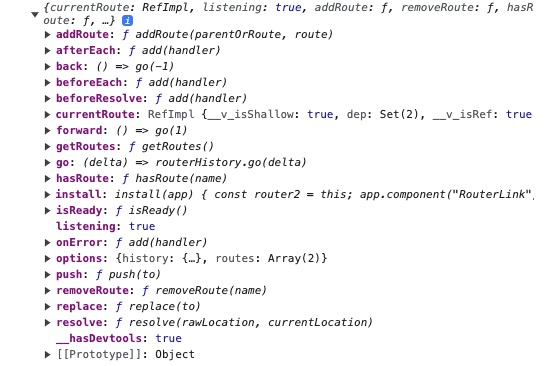 {currentRoute: RefImpl, listening: true, addRoute: ƒ, removeRoute: ƒ, hasR
oute: ƒ, …} i
addRoute: ƒ addRoute(parentOrRoute, route)
afterEach: ƒ add(handler)
back: () => go(−1)
beforeEach: ƒ add(handler)
beforeResolve: ƒ add(handler)
currentRoute: RefImpl {__v_isShallow: true, dep: Set(2), __v_isRef: true
forward: () => go(1)
getRoutes: ƒ getRoutes()
go: (delta) => routerHistory.go(delta)
hasRoute: ƒ hasRoute(name)
install: install(app) { const router2 = this; app.component("RouterLink",
isReady: ƒ isReady()
listening: true
onError: ƒ add(handler)
options: {history: {…}, routes: Array(2)}
push: ƒ push(to)
removeRoute: ƒ removeRoute(name)
replace: ƒ replace(to)
resolve: ƒ resolve(rawLocation, currentLocation)
__hasDevtools: true
[[Prototype]]: Object